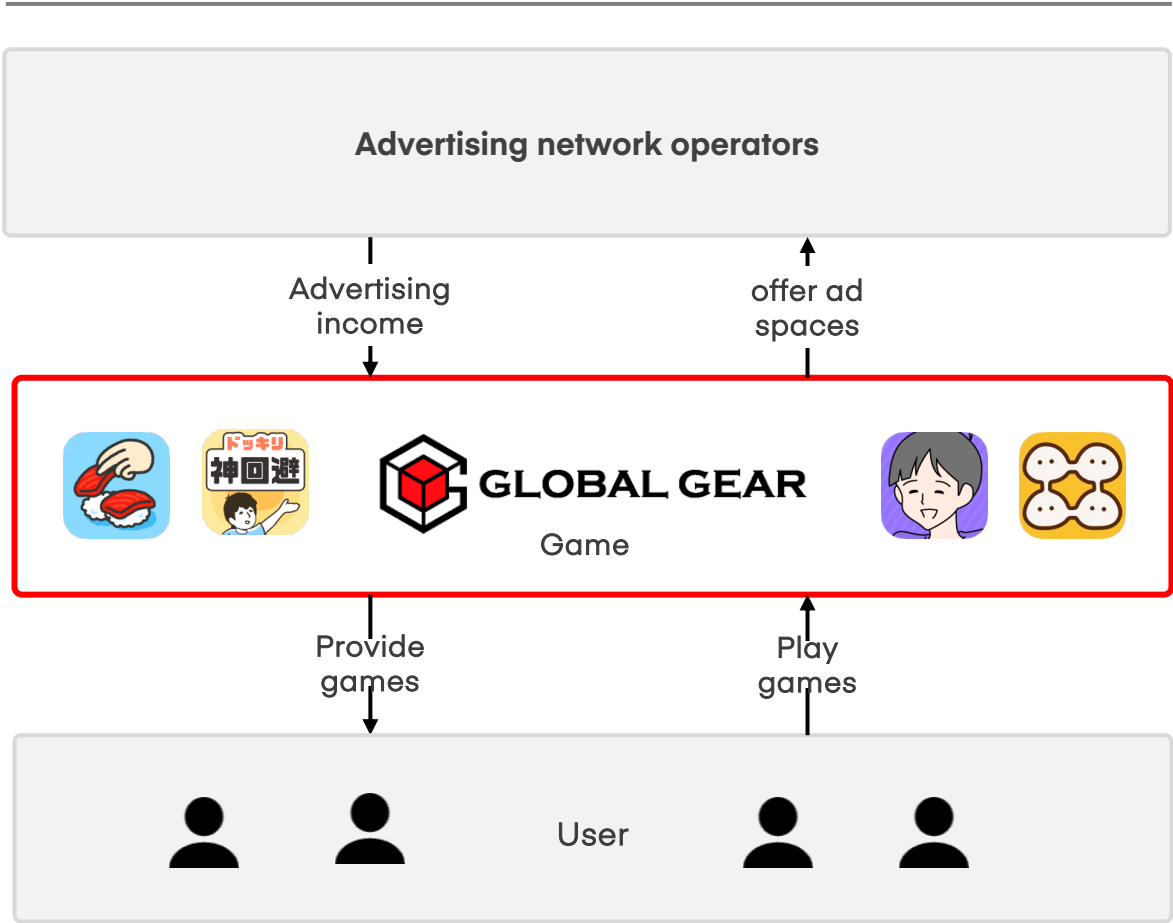 Advertising network operators
Advertising
income
offer ad
spaces
ドッキリ
神回避
GLOBAL GEAR
Game
Provide
games
Play
games
User